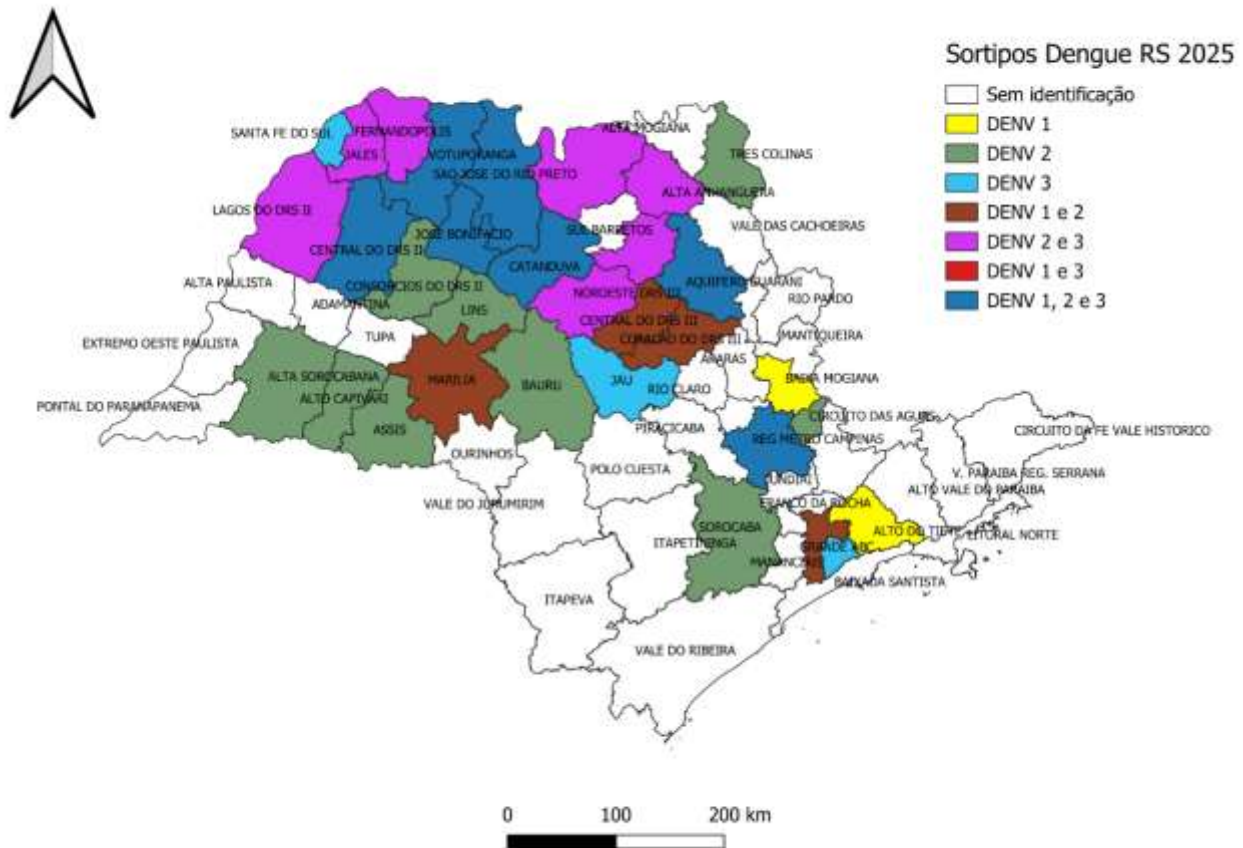 Sortipos Dengue RS 2025
Sem identificação
DENV 1
DENV 2
DENV 3
DENV 1 e 2
DENV 2 e 3
DENV 1 e 3
DENV 1, 2 e 3
SANTA FE DO SUL
FERNANDOPOLIS
JALES
VOTUPORANGA
ALTA MOGIANA
TRES COLINAS
SAO JOSE DO RIO PRETO
ALTA ANHANGUERA
LAGOS DO DRS II
SUL BARRETOS
VALE DAS CACHOEIRAS
JOSE BONIFACIO
CENTRAL DO DRS II
CATANDUVA
AQUIFERO GUARANI
ALTA PAULISTA
CONSORCIOS DO DRS II
NOROESTE DRS III
RIO PARDO
ADAMANTINA
LINS
CENTRAL DO DRS III
TUPA
CORACAO DO DRS III
MANTIQUEIRA
EXTREMO OESTE PAULISTA
ARARAS
ALTA SOROCABANA
MARILIA
BAURU
JAU
RIO CLARO
BAIXA MOGIANA
ALTO CAPIVARI
PONTAL DO PARANAPANEMA
ASSIS
PIRACICABA
CIRCUITO DAS AGUAS
CIRCUITO DA FE VALE HISTORICO
REG METRO CAMPINAS
OURINHOS
POLO CUESTA
V. PARAIBA REG. SERRANA
JUNDIAI
ALTO VALE DO PARAIBA
VALE DO JURUMIRIM
FRANCO DA ROCHA
SOROCABA
ALTO DO TIETE
LITORAL NORTE
ITAPETININGA
GRANDE ABC
MANANCIAIS
BAIXADA SANTISTA
ITAPEVA
VALE DO RIBEIRA
0 100 200 km